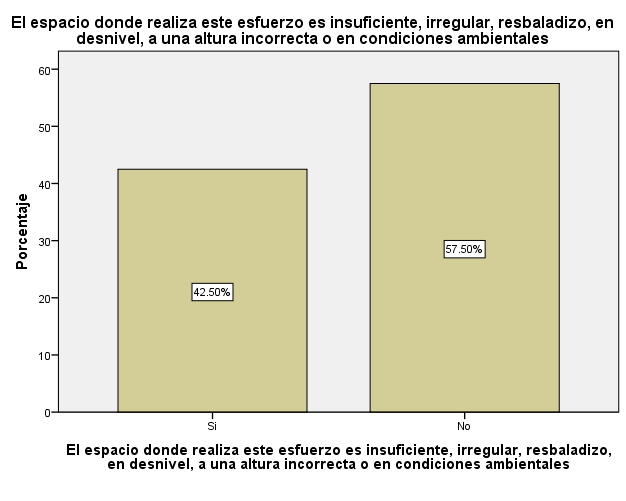 El espacio donde realiza este esfuerzo es insuficiente, irregular, resbaladizo, en
desnivel, a una altura incorrecta o en condiciones ambientales
60
50
40
30
20
10
0
Porcentaje
42.50%
57.50%
Si
No
El espacio donde realiza este esfuerzo es insuficiente, irregular, resbaladizo,
en desnivel, a una altura incorrecta o en condiciones ambientales